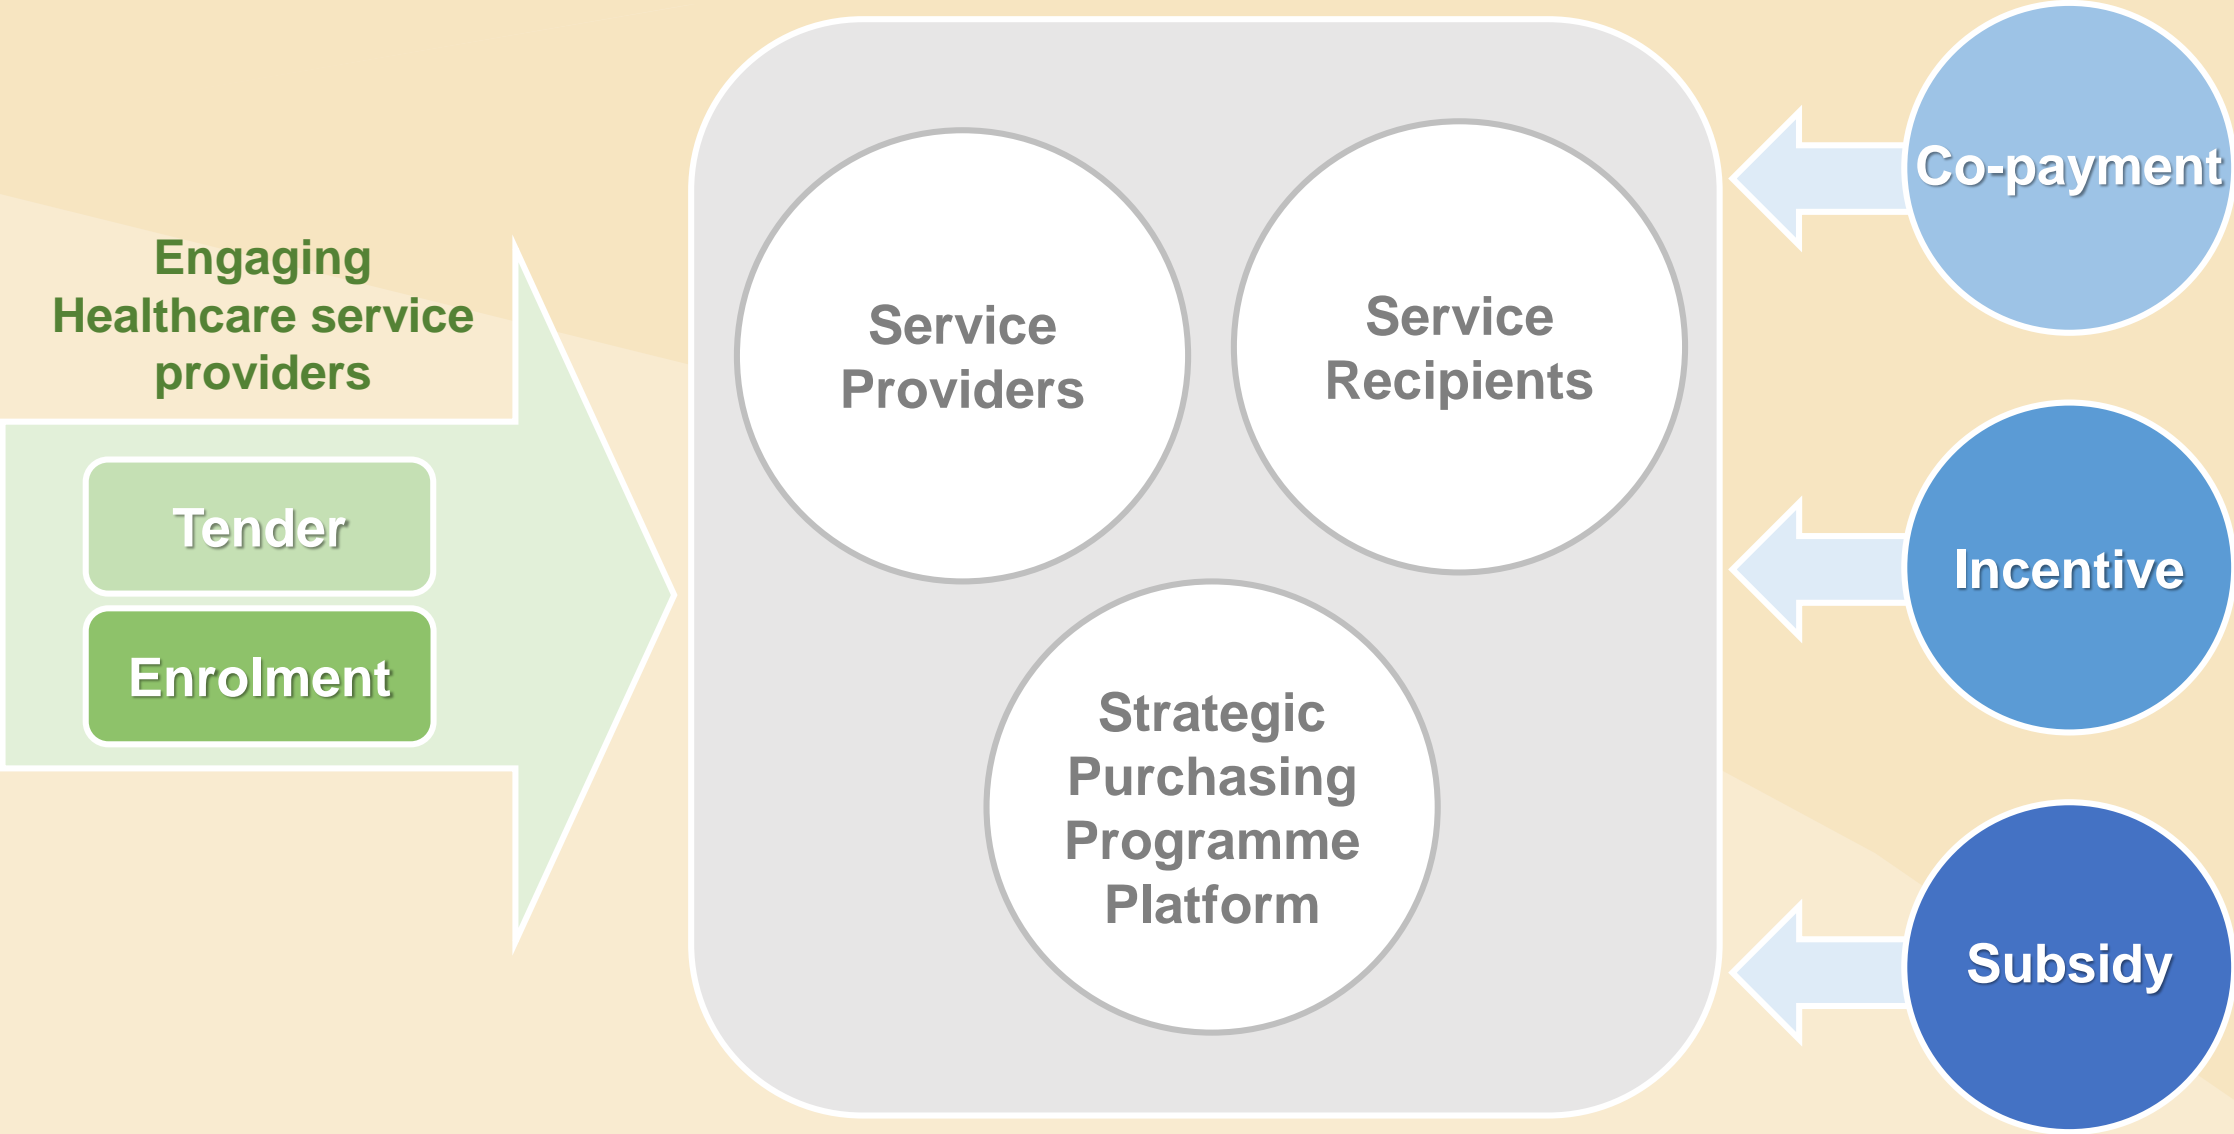 Engaging
Healthcare service
providers
Tender
Enrolment
Service
Providers
Service
Recipients
Strategic
Purchasing
Programme
Platform
Co-payment
Incentive
Subsidy